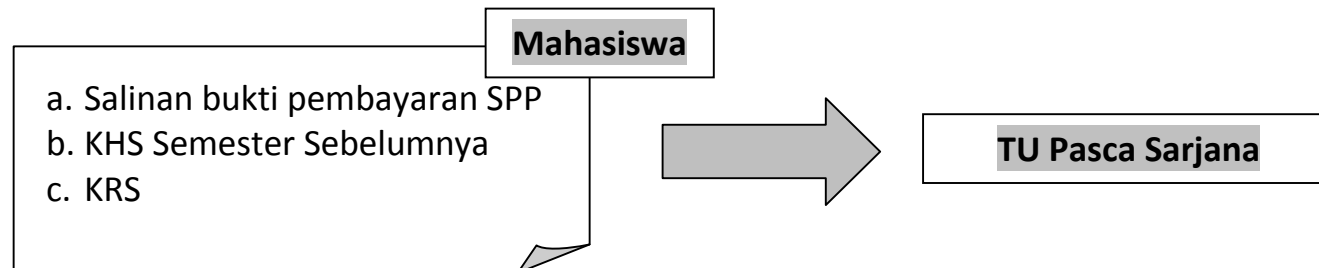 Mahasiswa
a. Salinan bukti pembayaran SPP
b. KHS Semester Sebelumnya
c. KRS
TU Pasca Sarjana